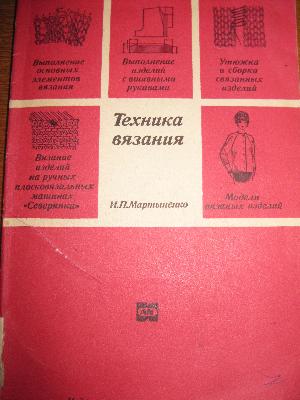 Выполнение
основных
элементов
вязания
Выполнение
изделий
с вшивными
рукавами
Утюжка
и сборка
связанных
изделий
Техника
вязания
Вязание
изделий
на ручных
плосковязальных
машинах
«Северянка»
И.П.Мартыненко
Модели
вязаных изделий